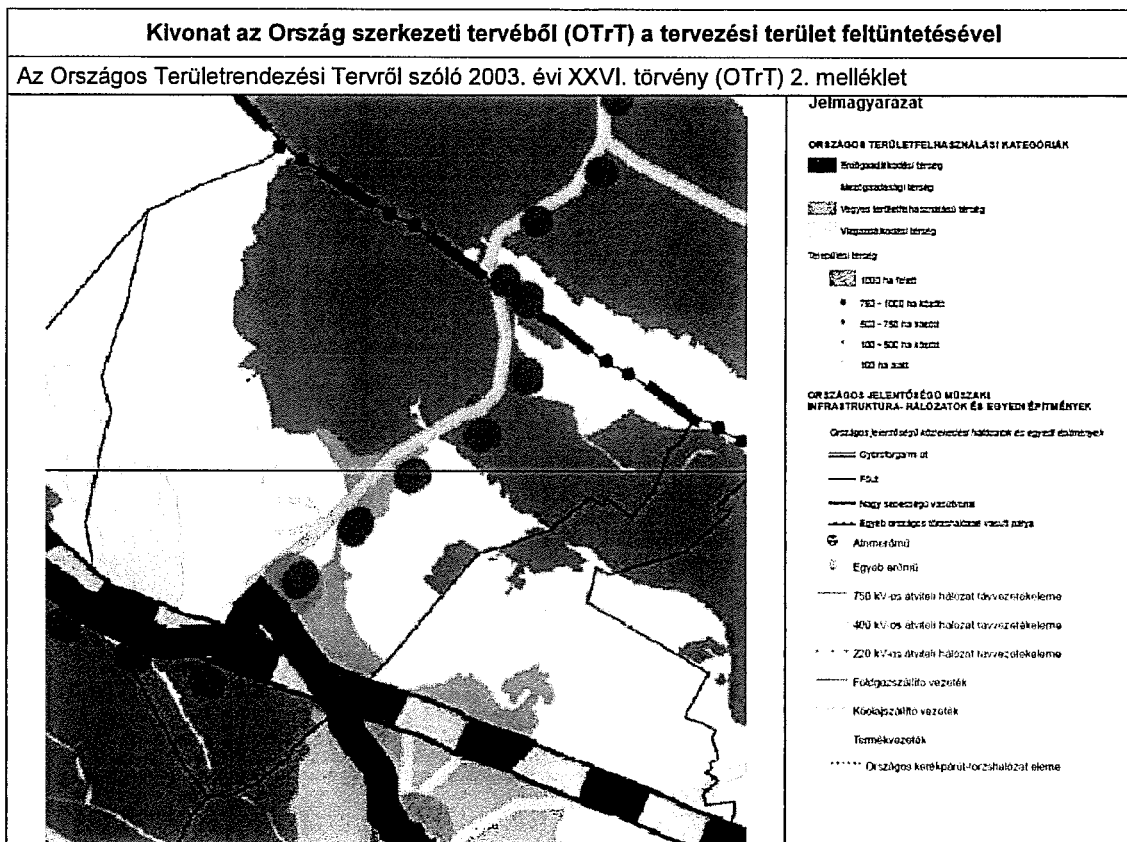 Kivonat az Ország szerkezeti tervéből (OTrT) a tervezési terület feltüntetésével
Az Országos Területrendezési Tervről szóló 2003. évi XXVI. törvény (OTrT) 2. melléklet
Jelmagyarázat
ORSZÁGOS TERÜLETFELHASZNÁLÁSI KATEGÓRIÁK
Erdőgazdálkodási térség
Mezőgazdasági térség
Vegyes területfelhasználású térség
Vízgazdálkodási térség
Települési térség
1000 ha felett
750 - 1000 ha között
500 - 750 ha között
100 - 500 ha között
100 ha alatt
ORSZÁGOS JELENTŐSÉGŰ MŰSZAKI
INFRASTRUKTÚRA-HÁLÓZATOK ÉS EGYEDI ÉPÍTMÉNYEK
Országos jelentőségű közlekedési hálózatok és egyedi építmények
Gyorsforgalmi út
Főút
Nagy sebességű vasútvonal
Egyéb országos törzshálózati vasúti pálya
Atomerőmű
Egyéb erőmű
750 kV-os átviteli hálózat távvezetékeleme
400 kV-os átviteli hálózat távvezetékeleme
220 kV-os átviteli hálózat távvezetékeleme
Földgázszállító vezeték
Kőolajszállító vezeték
Termékvezeték
Országos kerékpárút-törzshálózat eleme